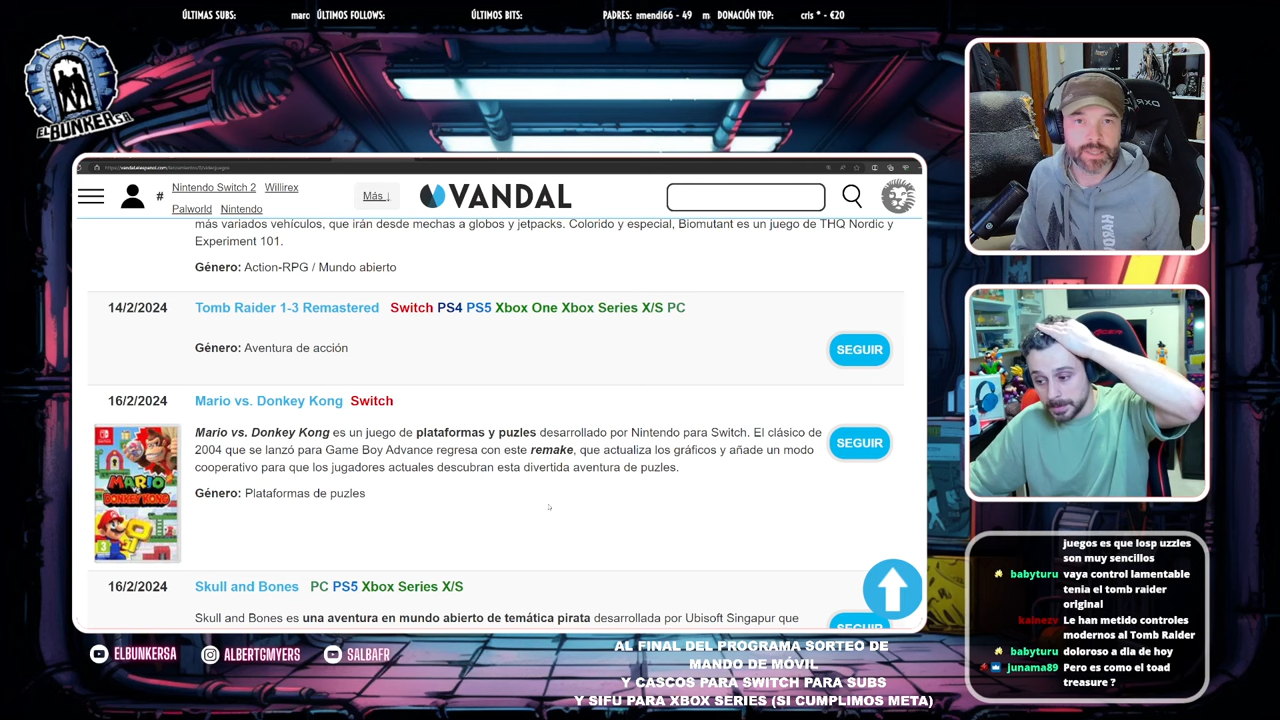 ÚLTIMAS SUBS: marc ÚLTIMOS FOLLOWS: ÚLTIMOS BITS: PADRES: emendi66 - 49 m DONACIÓN TOP: cris * - €20
EL BUNKER S.A.
# Nintendo Switch 2 Willirex
Palworld Nintendo
Más ↓
VANDAL
más variados vehículos, que irán desde mechas a globos y jetpacks. Colorido y especial, Biomutant es un juego de THQ Nordic y
Experiment 101.
Género: Action-RPG / Mundo abierto
14/2/2024 Tomb Raider 1-3 Remastered Switch PS4 PS5 Xbox One Xbox Series X/S PC
Género: Aventura de acción
SEGUIR
16/2/2024 Mario vs. Donkey Kong Switch
Mario vs. Donkey Kong es un juego de plataformas y puzles desarrollado por Nintendo para Switch. El clásico de
2004 que se lanzó para Game Boy Advance regresa con este remake, que actualiza los gráficos y añade un modo
cooperativo para que los jugadores actuales descubran esta divertida aventura de puzles.
SEGUIR
Género: Plataformas de puzles
MARIO
DONKEY KONG
16/2/2024 Skull and Bones PC PS5 Xbox Series X/S
Skull and Bones es una aventura en mundo abierto de temática pirata desarrollada por Ubisoft Singapur que
SEGUIR
juegos es que losp uzzles
son muy sencillos
babyturu vaya control lamentable
tenia el tomb raider
original
kainezv Le han metido controles
modernos al Tomb Raider
babyturu doloroso a dia de hoy
junama89 Pero es como el toad
treasure ?
ELBUNKERSA ALBERTGMYERS SALBAFR
AL FINAL DEL PROGRAMA SORTEO DE
MANDO DE MÓVIL
Y CASCOS PARA SWITCH PARA SUBS
Y SIFU PARA XBOX SERIES (SI CUMPLIMOS META)